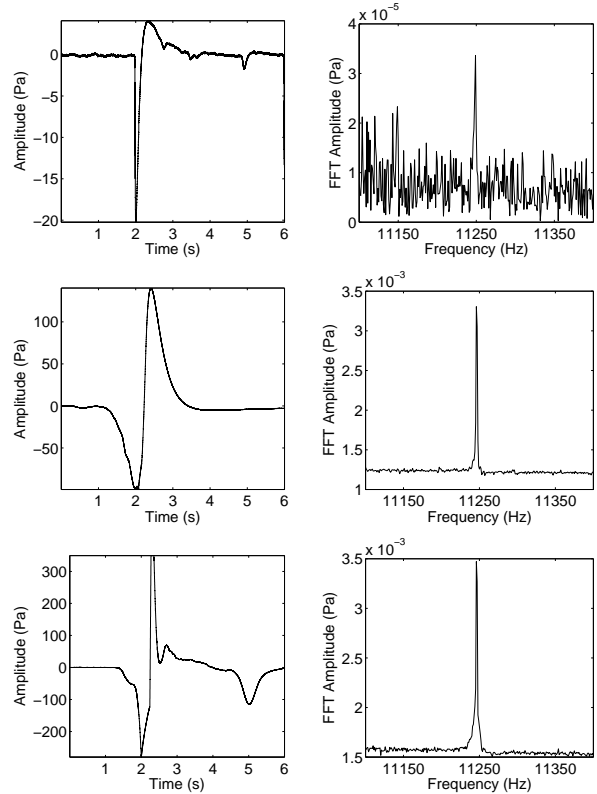 0
−5
−10
−15
−20
Amplitude (Pa)
1 2 3 4 5 6
Time (s)
x 10−5
4
3
2
1
0
FFT Amplitude (Pa)
11150 11250 11350
Frequency (Hz)
100
50
0
−50
Amplitude (Pa)
1 2 3 4 5 6
Time (s)
x 10−3
3.5
3
2.5
2
1.5
1
FFT Amplitude (Pa)
11150 11250 11350
Frequency (Hz)
300
200
100
0
−100
−200
Amplitude (Pa)
0 1 2 3 4 5 6
Time (s)
x 10−3
3.5
3
2.5
2
1.5
FFT Amplitude (Pa)
11150 11250 11350
Frequency (Hz)